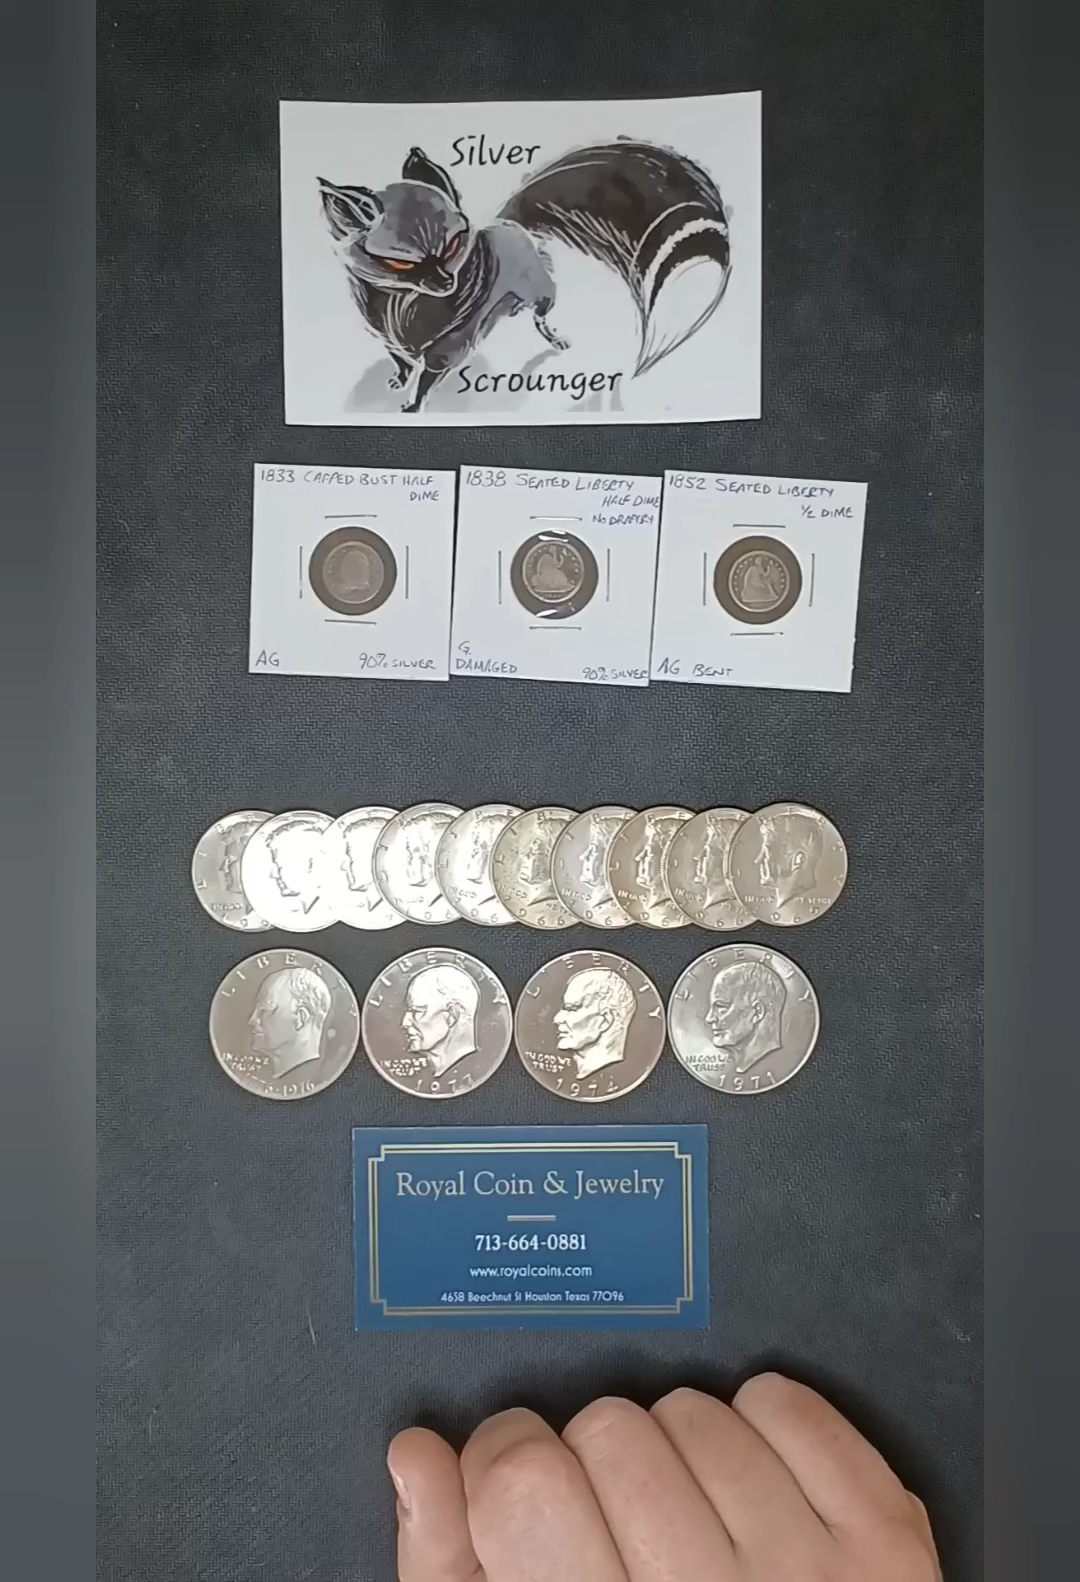 Silver
Scrounger
1833 CAPPED BUST HALF
DIME
AG
90% SILVER
1838 SEATED LIBERTY
HALF DIME
NO DRAPERY
G.
DAMAGED
90% SILVER
1852 SEATED LIBERTY
1/2 DIME
AG BENT
LIBERTY
IN GOD WE
TRUST
1776·1976
LIBERTY
IN GOD WE
TRUST
1977
LIBERTY
IN GOD WE
TRUST
1974
LIBERTY
IN GOD WE
TRUST
1971
Royal Coin & Jewelry
713-664-0881
www.royalcoins.com
4658 Beechnut St Houston Texas 77096